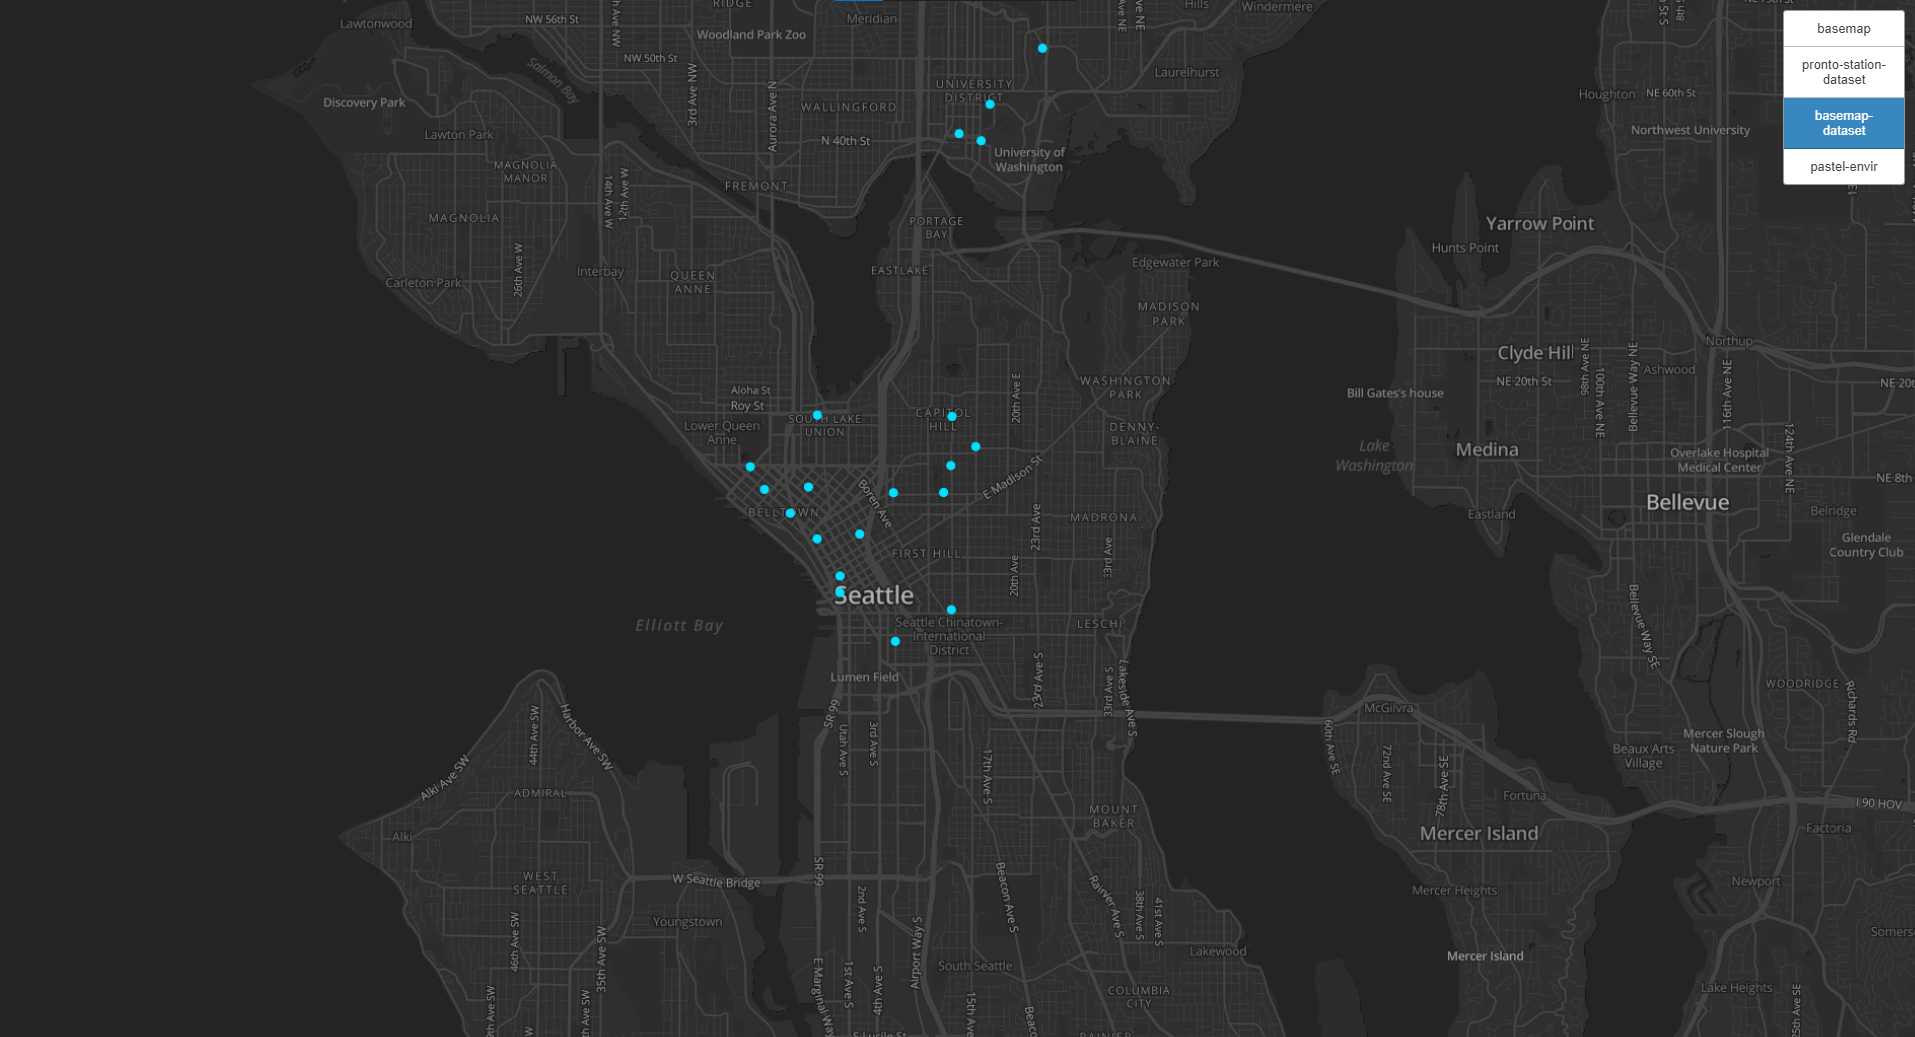 RIDGE
Meridian
Hills
Windermere
Lawtonwood
NW 56th St
Woodland Park Zoo
NW 50th St
Salmon Bay
3rd Ave NW
Aurora Ave N
UNIVERSITY
DISTRICT
Laurelhurst
Houghton
NE 60th St
Discovery Park
WALLINGFORD
Lawton Park
N 40th St
Northwest University
University of
Washington
MAGNOLIA
MANOR
14th Ave W
12th Ave W
FREMONT
MAGNOLIA
PORTAGE
BAY
Yarrow Point
Hunts Point
26th Ave W
Interbay
QUEEN
ANNE
EASTLAKE
Edgewater Park
Carleton Park
MADISON
PARK
Northup
Clyde Hill
98th Ave NE
100th Ave NE
Bellevue Way NE
Ashwood
116th Ave NE
NE 20th St
NE 20t
Aloha St
Roy St
20th Ave E
WASHINGTON
PARK
Bill Gates's house
SOUTH LAKE
UNION
CAPITOL
HILL
Lower Queen
Anne
DENNY-
BLAINE
Lake
Washington
Medina
Overlake Hospital
Medical Center
124th Ave NE
NE 8th
E Madison St
Boren Ave
BELLTOWN
MADRONA
Eastland
Bellevue
Belridge
23rd Ave
Glendale
Country Club
FIRST HILL
20th Ave
33rd Ave
Seattle
Elliott Bay
Seattle Chinatown-
International
District
LESCHI
Bellevue Way SE
Lumen Field
23rd Ave S
33rd Ave S
Lakeside Ave S
WOODRIDGE
Richards Rd
SR 99
Utah Ave S
3rd Ave S
McGilvra
60th Ave SE
72nd Ave SE
78th Ave SE
Mercer Slough
Nature Park
Beaux Arts
Village
44th Ave SW
Harbor Ave SW
Alki Ave SW
17th Ave S
ADMIRAL
MOUNT
BAKER
Fortuna
I 90 HOV
Alki
Mercer Island
Factoria
WEST
SEATTLE
W Seattle Bridge
SR 99
2nd Ave S
Beacon Ave S
Rainier Ave S
38th Ave S
41st Ave S
Mercer Heights
Newport
Youngstown
46th Ave SW
35th Ave SW
Airport Way S
Lakewood
Mercer Island
South Seattle
E Marginal Way
1st Ave S
4th Ave S
15th Ave
COLUMBIA
CITY
Lake Heights
S Lucile St
basemap
pronto-station-
dataset
basemap-
dataset
pastel-envir